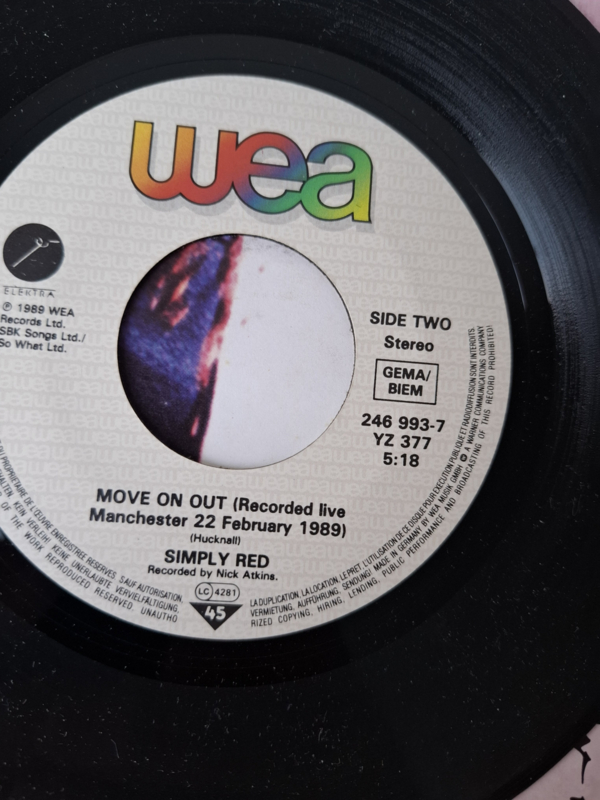 wea
ELEKTRA
℗ 1989 WEA
Records Ltd.
SBK Songs Ltd./
So What Ltd.
SIDE TWO
Stereo
GEMA/
BIEM
246 993-7
YZ 377
5:18
MOVE ON OUT (Recorded live
Manchester 22 February 1989)
(Hucknall)
SIMPLY RED
Recorded by Nick Atkins.
LC 4281
45
DU PROPRIETAIRE DE L'ŒUVRE ENREGISTREE RESERVES. SAUF AUTORISATION
LA DUPLICATION, LA LOCATION, LE PRET, L'UTILISATION DE CE DISQUE POUR EXECUTION PUBLIQUE ET RADIODIFFUSION SONT INTERDITS.
KEIN VERLEIH! KEINE UNERLAUBTE VERVIELFÄLTIGUNG,
VERMIETUNG, AUFFÜHRUNG, SENDUNG! MADE IN GERMANY BY WEA MUSIK GMBH A WARNER COMMUNICATIONS COMPANY
OF THE WORK REPRODUCED RESERVED. UNAUTHO
RIZED COPYING, HIRING, LENDING, PUBLIC PERFORMANCE AND BROADCASTING OF THIS RECORD PROHIBITED!